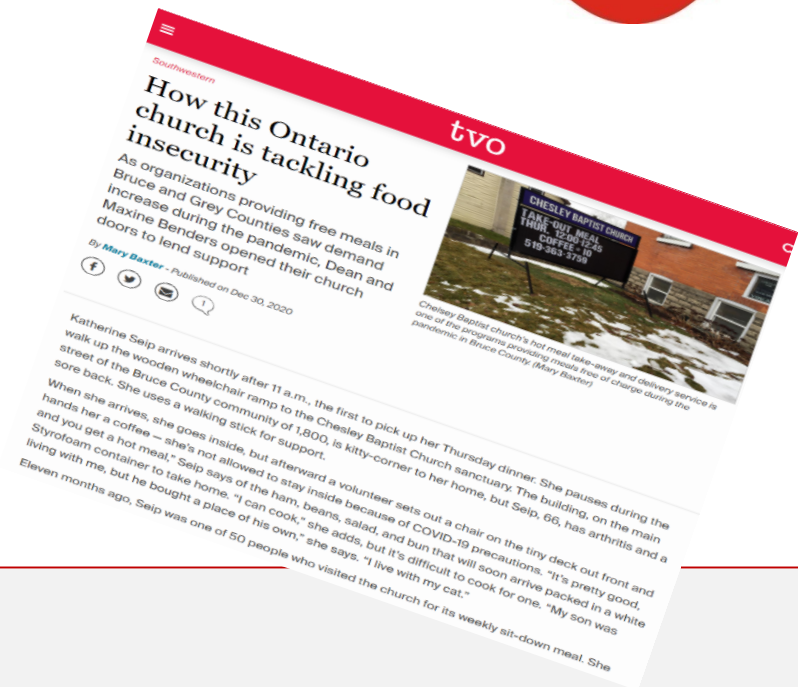 tvo
Southwestern
How this Ontario
church is tackling food
insecurity
As organizations providing free meals in
Bruce and Grey Counties saw demand
increase during the pandemic, Dean and
Maxine Benders opened their church
doors to lend support
By Mary Baxter - Published on Dec 30, 2020
1
CHESLEY BAPTIST CHURCH
TAKE-OUT MEAL
THUR. 12:00-12:45
COFFEE - 10
519-363-3759
Chelsey Baptist church's hot meal take-away and delivery service is
one of the programs providing meals free of charge during the
pandemic in Bruce County. (Mary Baxter)
Katherine Seip arrives shortly after 11 a.m., the first to pick up her Thursday dinner. She pauses during the
walk up the wooden wheelchair ramp to the Chesley Baptist Church sanctuary. The building, on the main
street of the Bruce County community of 1,800, is kitty-corner to her home, but Seip, 66, has arthritis and a
sore back. She uses a walking stick for support.
When she arrives, she goes inside, but afterward a volunteer sets out a chair on the tiny deck out front and
hands her a coffee — she's not allowed to stay inside because of COVID-19 precautions. "It's pretty good,
and you get a hot meal," Seip says of the ham, beans, salad, and bun that will soon arrive packed in a white
Styrofoam container to take home. "I can cook," she adds, but it's difficult to cook for one. "My son was
living with me, but he bought a place of his own," she says. "I live with my cat."
Eleven months ago, Seip was one of 50 people who visited the church for its weekly sit-down meal. She